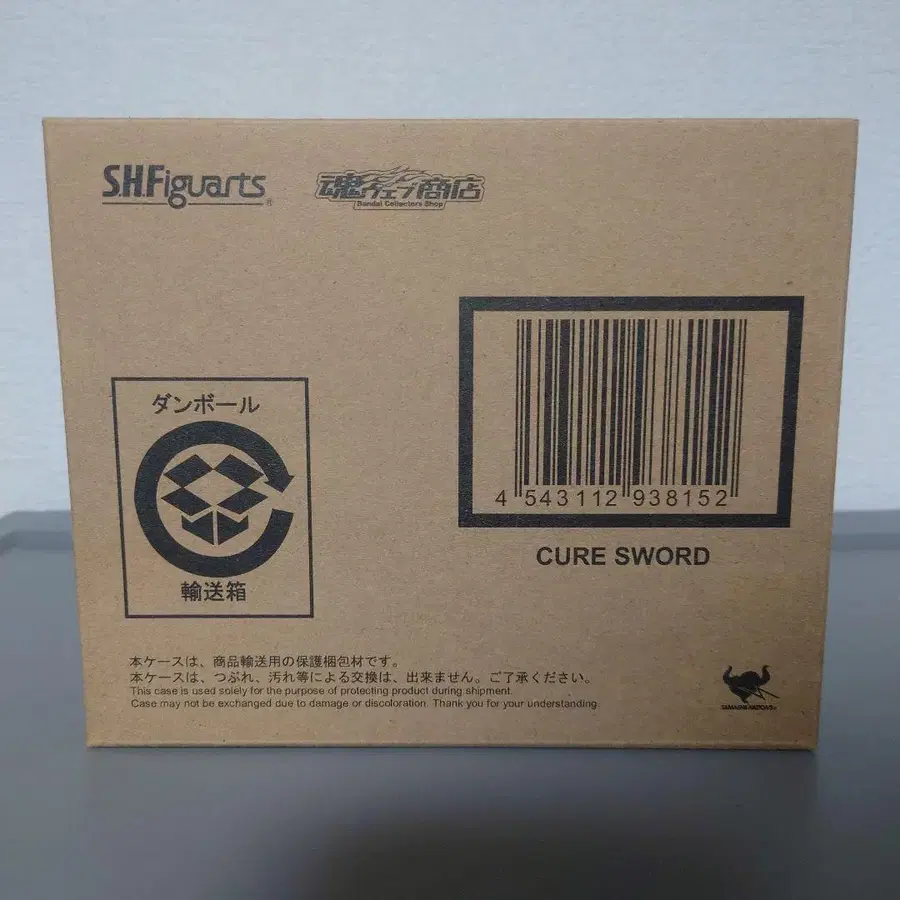 S.H.Figuarts®
魂ウェブ商店
Bandai Collectors Shop
ダンボール
輸送箱
4 543112 938152
CURE SWORD
本ケースは、商品輸送用の保護梱包材です。
本ケースは、つぶれ、汚れ等による交換は、出来ません。ご了承ください。
This case is used solely for the purpose of protecting product during shipment.
Case may not be exchanged due to damage or discoloration. Thank you for your understanding.
TAMASHII NATIONS